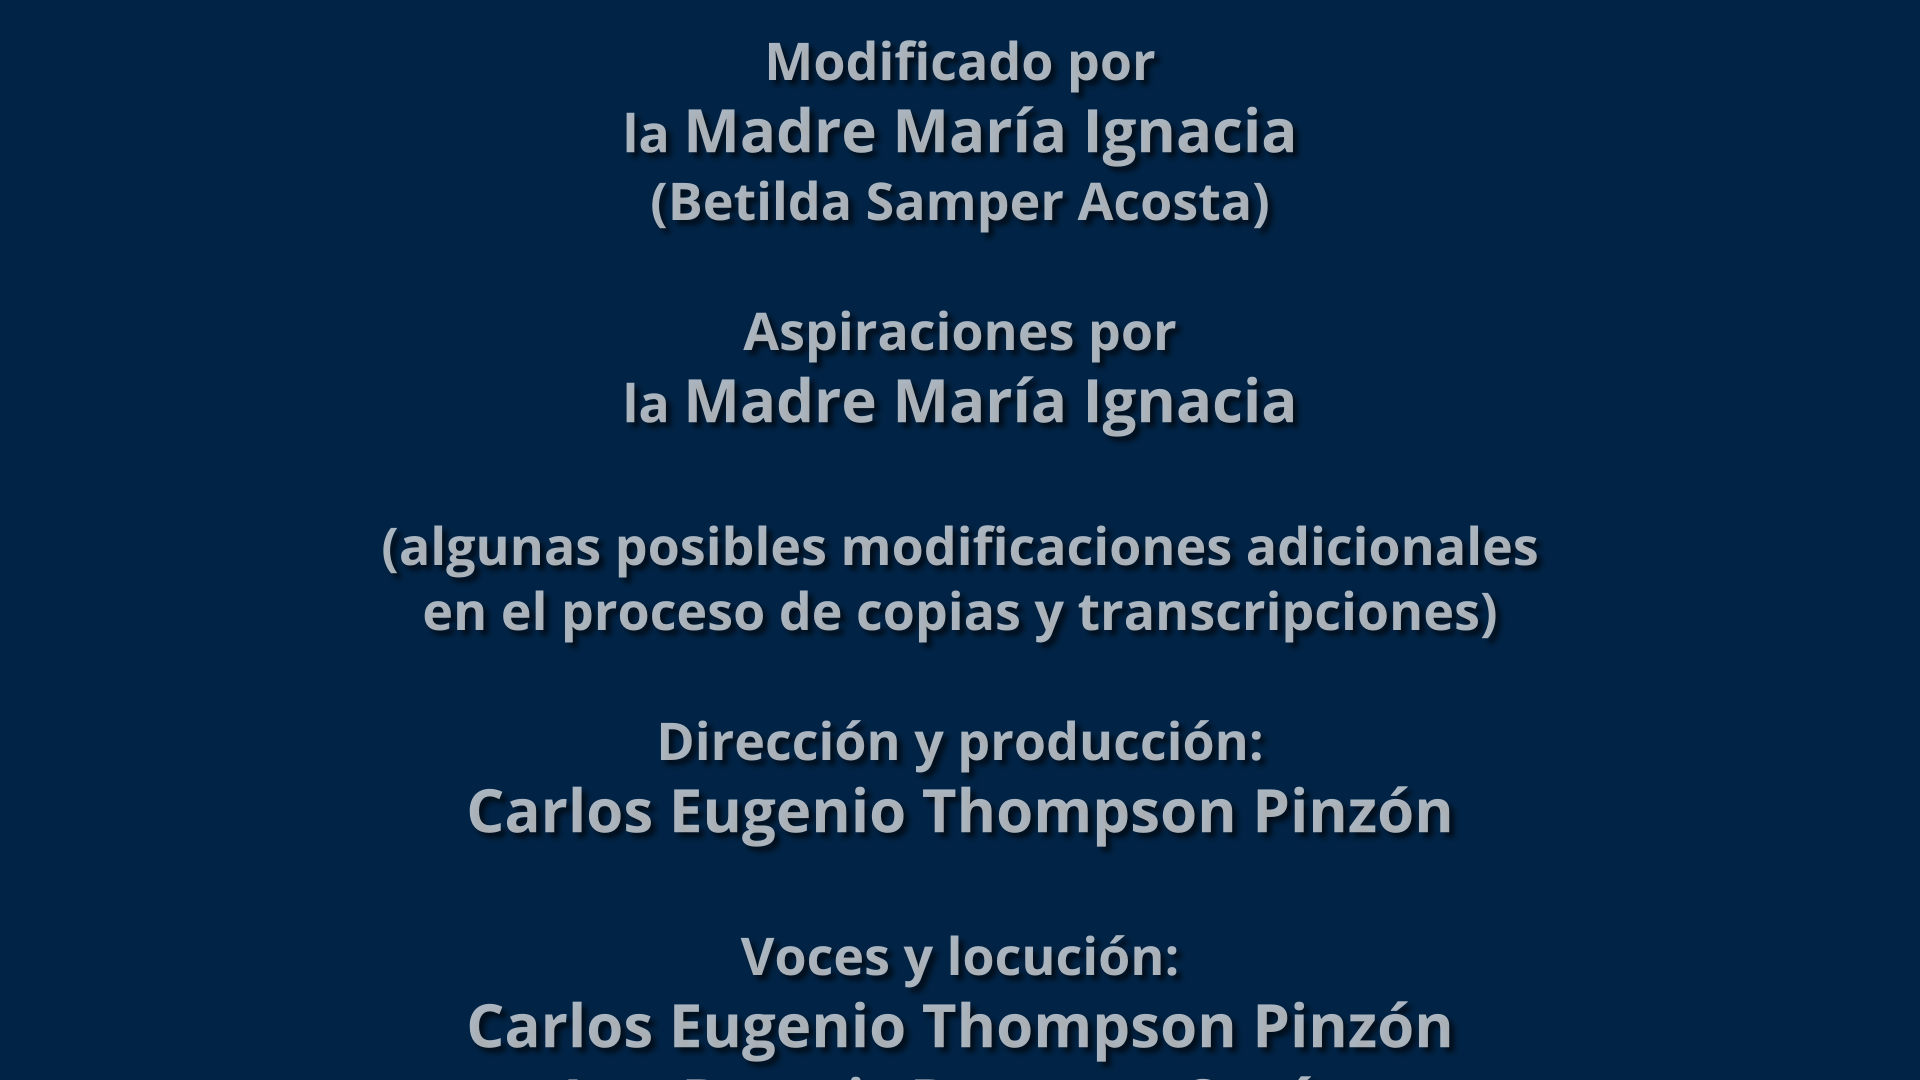 Modificado por
la Madre María Ignacia
(Betilda Samper Acosta)
Aspiraciones por
la Madre María Ignacia
(algunas posibles modificaciones adicionales
en el proceso de copias y transcripciones)
Dirección y producción:
Carlos Eugenio Thompson Pinzón
Voces y locución:
Carlos Eugenio Thompson Pinzón